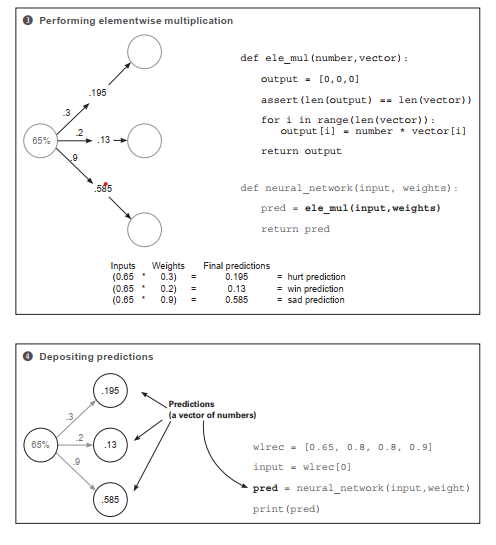 3 Performing elementwise multiplication
def ele_mul(number,vector):
output = [0,0,0]
assert(len(output) == len(vector))
for i in range(len(vector)):
output[i] = number * vector[i]
return output
def neural_network(input, weights):
pred = ele_mul(input,weights)
return pred
.195
.3
65%
.2
.13
.9
.585
Inputs Weights Final predictions
(0.65 * 0.3) = 0.195 = hurt prediction
(0.65 * 0.2) = 0.13 = win prediction
(0.65 * 0.9) = 0.585 = sad prediction
4 Depositing predictions
.195
Predictions
(a vector of numbers)
.3
65%
.2
.13
.9
.585
wlrec = [0.65, 0.8, 0.8, 0.9]
input = wlrec[0]
pred = neural_network(input,weight)
print(pred)